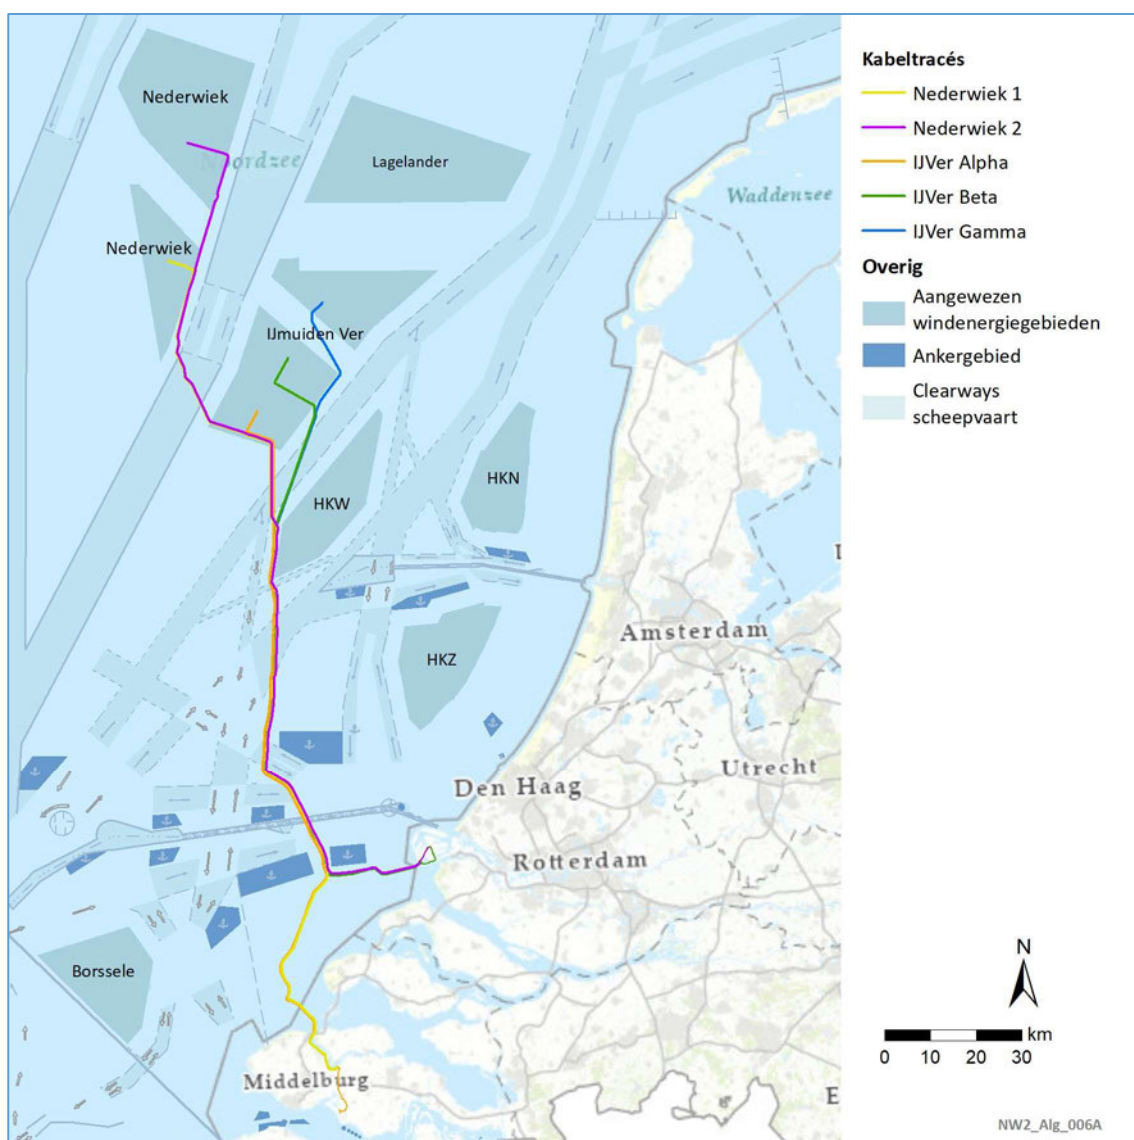 Nederwiek
Noordzee
Lagelander
Waddenzee
Nederwiek
IJmuiden Ver
HKW
HKN
HKZ
Amsterdam
Utrecht
Den Haag
Rotterdam
Borssele
Middelburg
Kabeltracés
Nederwiek 1
Nederwiek 2
IJVer Alpha
IJVer Beta
IJVer Gamma
Overig
Aangewezen
windenergiegebieden
Ankergebied
Clearways
scheepvaart
N
km
0 10 20 30
NW2_Alg_006A